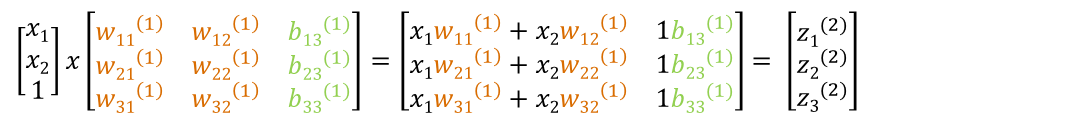 [x₁ x₂ 1] x [w₁₁⁽¹⁾ w₁₂⁽¹⁾ b₁₃⁽¹⁾ = [x₁w₁₁⁽¹⁾ + x₂w₁₂⁽¹⁾ 1b₁₃⁽¹⁾ = [z₁⁽²⁾
w₂₁⁽¹⁾ w₂₂⁽¹⁾ b₂₃⁽¹⁾ x₁w₂₁⁽¹⁾ + x₂w₂₂⁽¹⁾ 1b₂₃⁽¹⁾ z₂⁽²⁾
w₃₁⁽¹⁾ w₃₂⁽¹⁾ b₃₃⁽¹⁾] x₁w₃₁⁽¹⁾ + x₂w₃₂⁽¹⁾ 1b₃₃⁽¹⁾] z₃⁽²⁾]